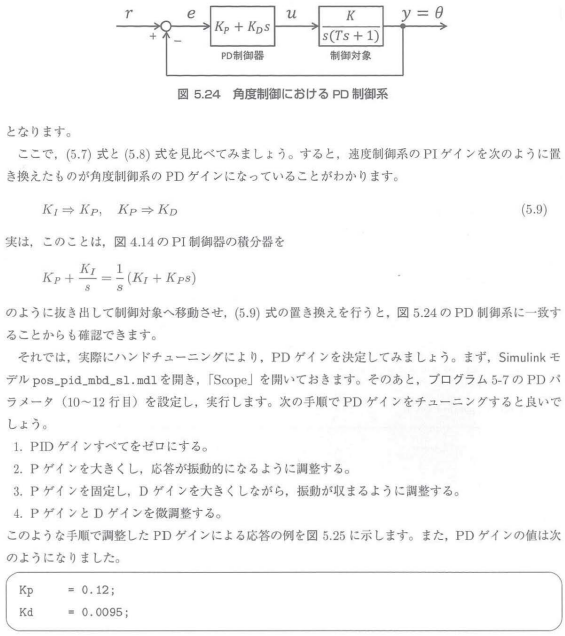 r e K_P + K_D s u K / s(Ts + 1) y = θ
+ −
PD制御器 制御対象
図 5.24 角度制御における PD 制御系
となります。
ここで，(5.7) 式と (5.8) 式を見比べてみましょう。すると，速度制御系の PI ゲインを次のように置
き換えたものが角度制御系の PD ゲインになっていることがわかります。
K_I ⇒ K_P, K_P ⇒ K_D (5.9)
実は，このことは，図 4.14 の PI 制御器の積分器を
K_P + K_I/s = 1/s (K_I + K_P s)
のように抜き出して制御対象へ移動させ，(5.9) 式の置き換えを行うと，図 5.24 の PD 制御系に一致す
ることからも確認できます。
それでは，実際にハンドチューニングにより，PD ゲインを決定してみましょう。まず，Simulink モ
デル pos_pid_mbd_sl.mdl を開き，「Scope」を開いておきます。そのあと，プログラム 5-7 の PD パ
ラメータ（10〜12 行目）を設定し，実行します。次の手順で PD ゲインをチューニングすると良いで
しょう。
1. PID ゲインすべてをゼロにする。
2. P ゲインを大きくし，応答が振動的になるように調整する。
3. P ゲインを固定し，D ゲインを大きくしながら，振動が収まるように調整する。
4. P ゲインと D ゲインを微調整する。
このような手順で調整した PD ゲインによる応答の例を図 5.25 に示します。また，PD ゲインの値は次
のようになりました。
Kp = 0.12;
Kd = 0.0095;